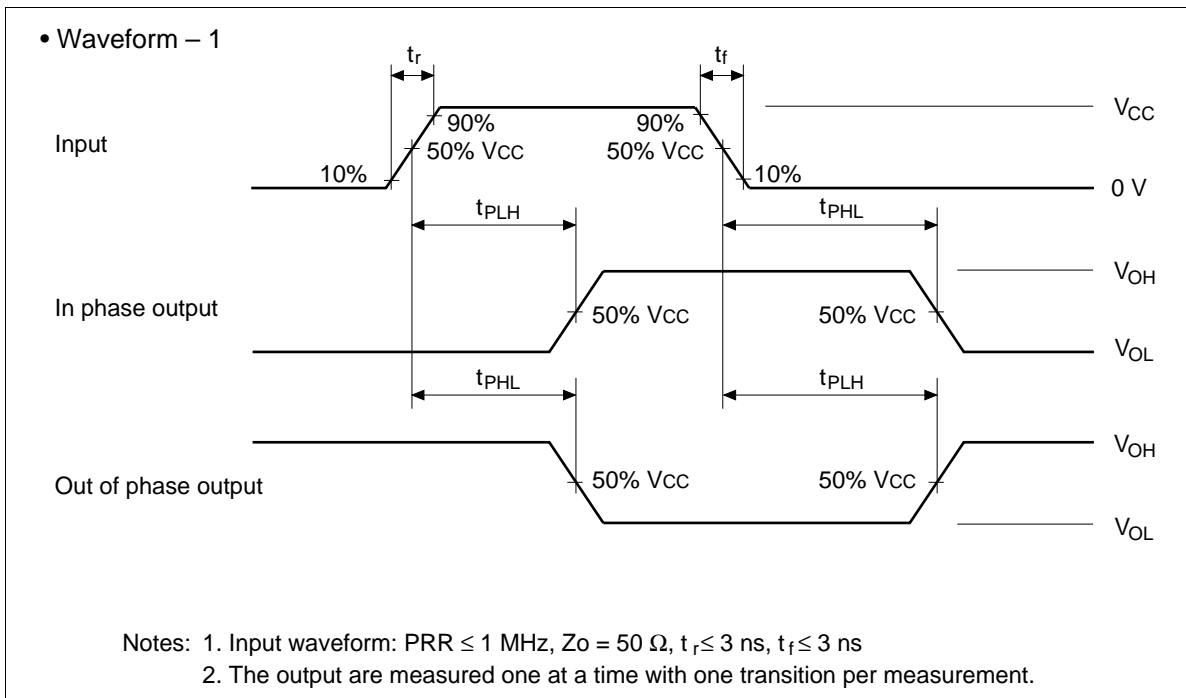 • Waveform – 1
tr
tf
Input
90%
90%
VCC
50% VCC
50% VCC
10%
10%
0 V
tPLH
tPHL
In phase output
VOH
50% VCC
50% VCC
VOL
tPHL
tPLH
Out of phase output
VOH
50% VCC
50% VCC
VOL
Notes: 1. Input waveform: PRR ≤ 1 MHz, Zo = 50 Ω, t r ≤ 3 ns, t f ≤ 3 ns
2. The output are measured one at a time with one transition per measurement.